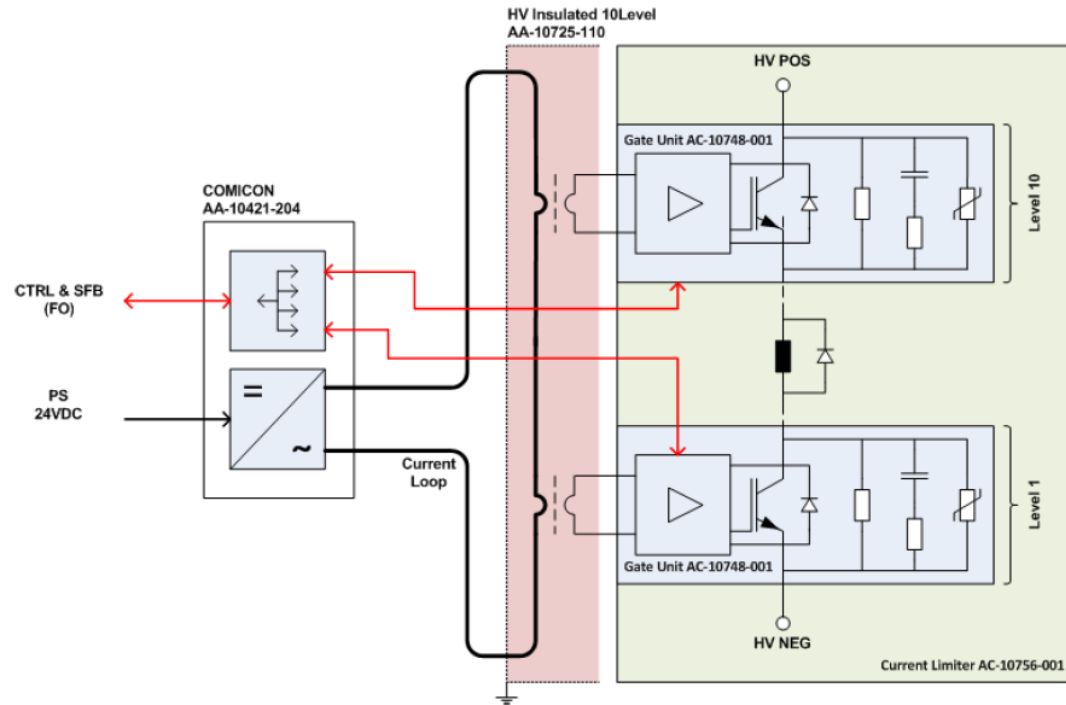 HV Insulated 10Level
AA-10725-110
HV POS
Gate Unit AC-10748-001
Level 10
COMICON
AA-10421-204
CTRL & SFB
(FO)
PS
24VDC
=
~
Current
Loop
Level 1
Gate Unit AC-10748-001
HV NEG
Current Limiter AC-10756-001